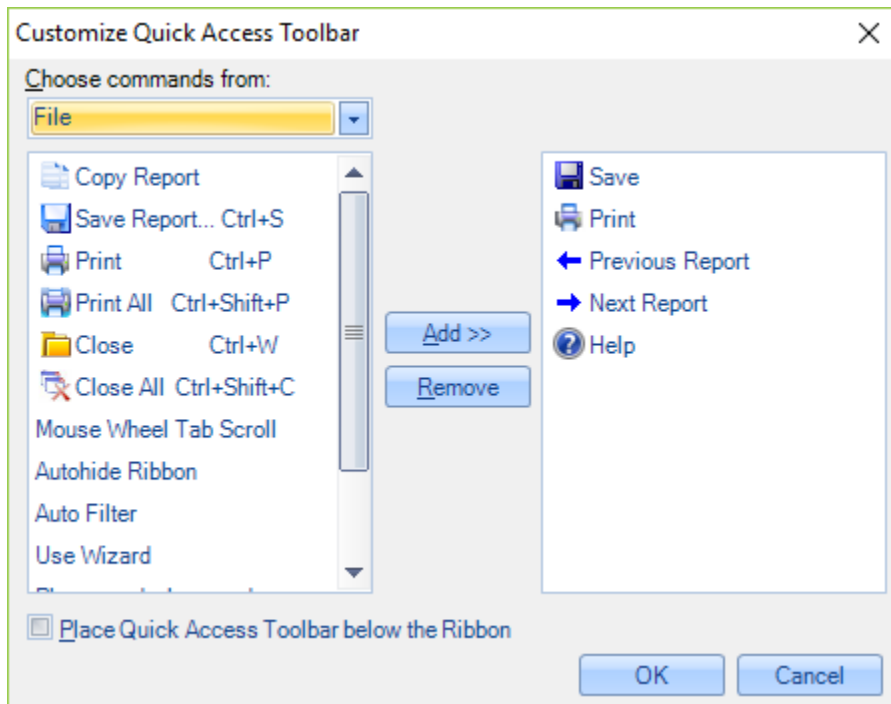 Customize Quick Access Toolbar
Choose commands from:
File
Copy Report
Save Report... Ctrl+S
Print Ctrl+P
Print All Ctrl+Shift+P
Close Ctrl+W
Close All Ctrl+Shift+C
Mouse Wheel Tab Scroll
Autohide Ribbon
Auto Filter
Use Wizard
Add >>
Remove
Save
Print
Previous Report
Next Report
Help
Place Quick Access Toolbar below the Ribbon
OK Cancel